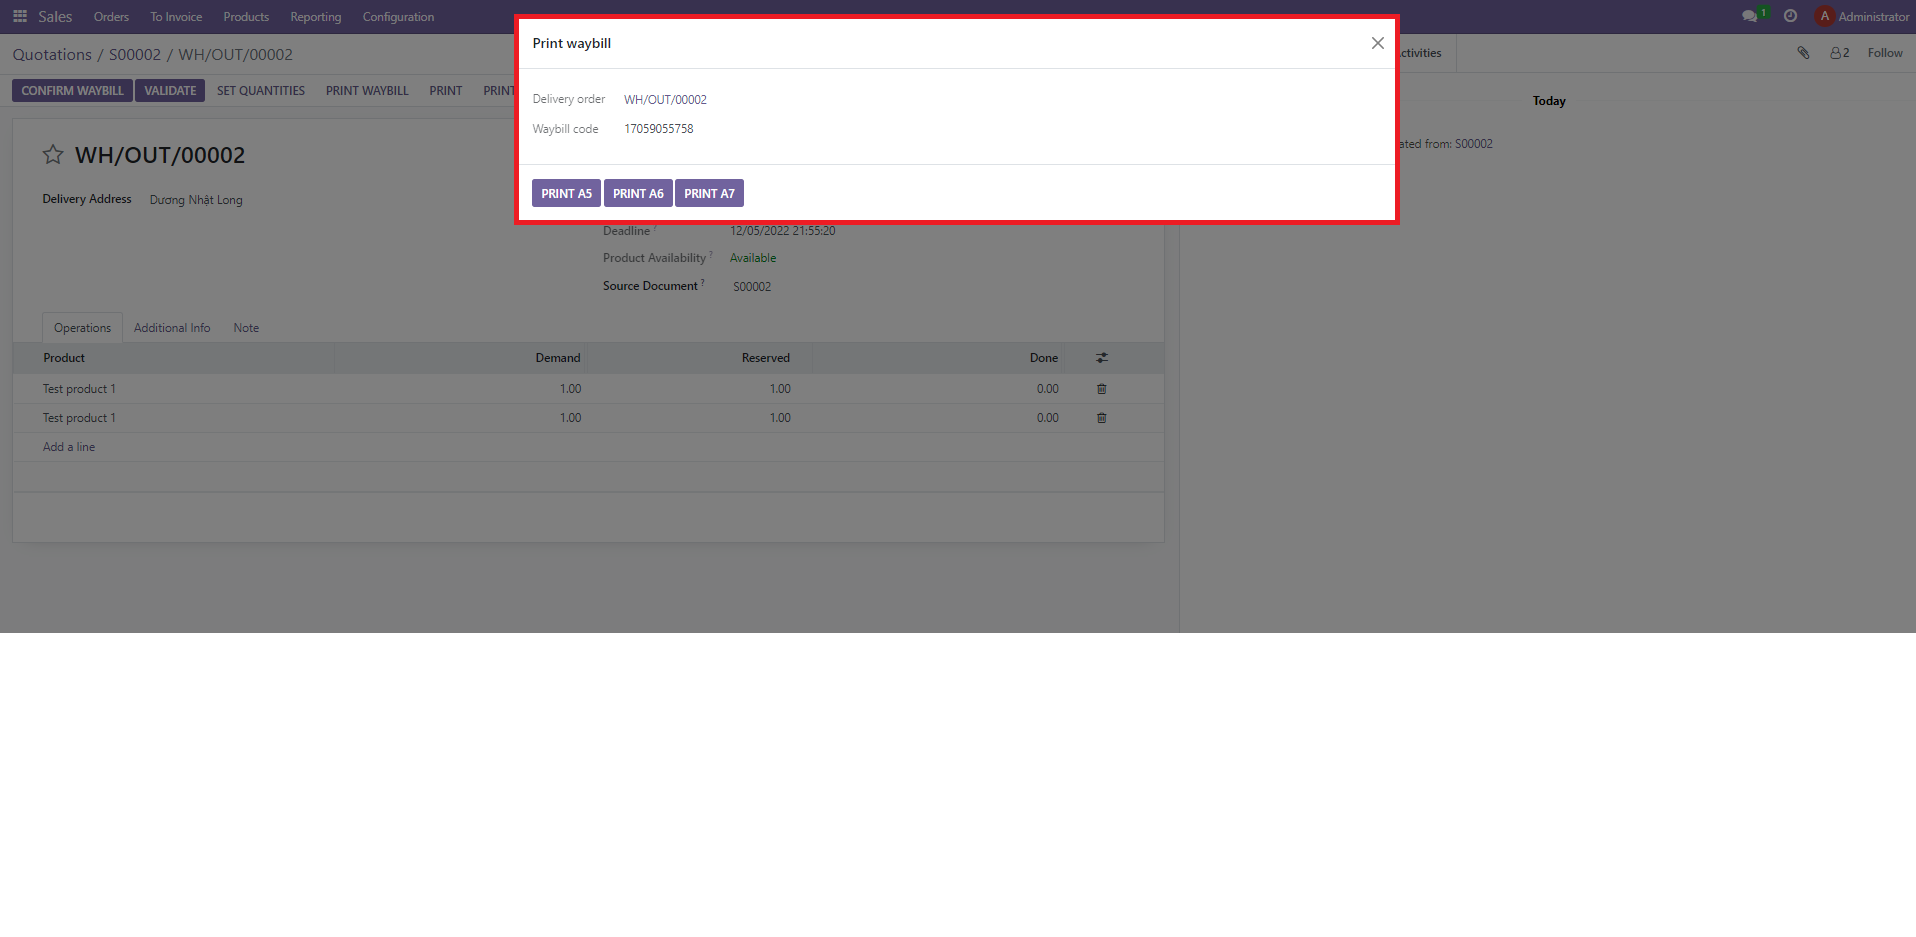 Sales Orders To Invoice Products Reporting Configuration 1 A Administrator
Quotations / S00002 / WH/OUT/00002
CONFIRM WAYBILL VALIDATE SET QUANTITIES PRINT WAYBILL PRINT PRINT
Print waybill
Delivery order WH/OUT/00002
Waybill code 17059055758
PRINT A5 PRINT A6 PRINT A7
ctivities 2 Follow
Today
ated from: S00002
WH/OUT/00002
Delivery Address Dương Nhật Long
Deadline ? 12/05/2022 21:55:20
Product Availability ? Available
Source Document ? S00002
Operations Additional Info Note
Product Demand Reserved Done
Test product 1 1.00 1.00 0.00
Test product 1 1.00 1.00 0.00
Add a line